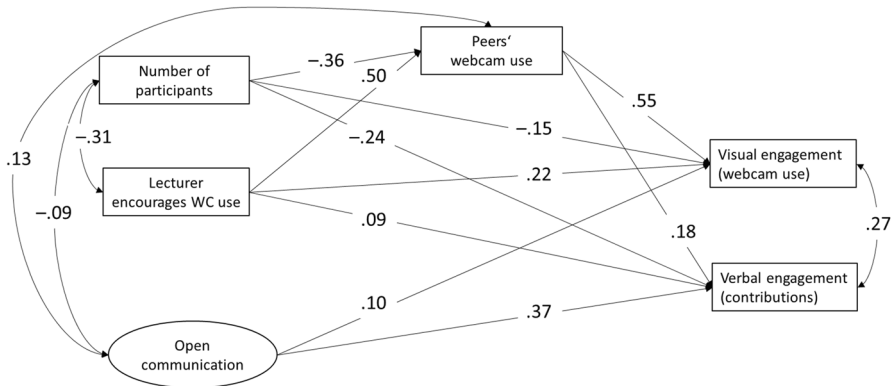 Peers‘
webcam use
Number of
participants
−.36
.50
.55
−.31
−.24
−.15
.13
Lecturer
encourages WC use
.22
Visual engagement
(webcam use)
−.09
.09
.18
.27
Verbal engagement
(contributions)
.10
.37
Open
communication